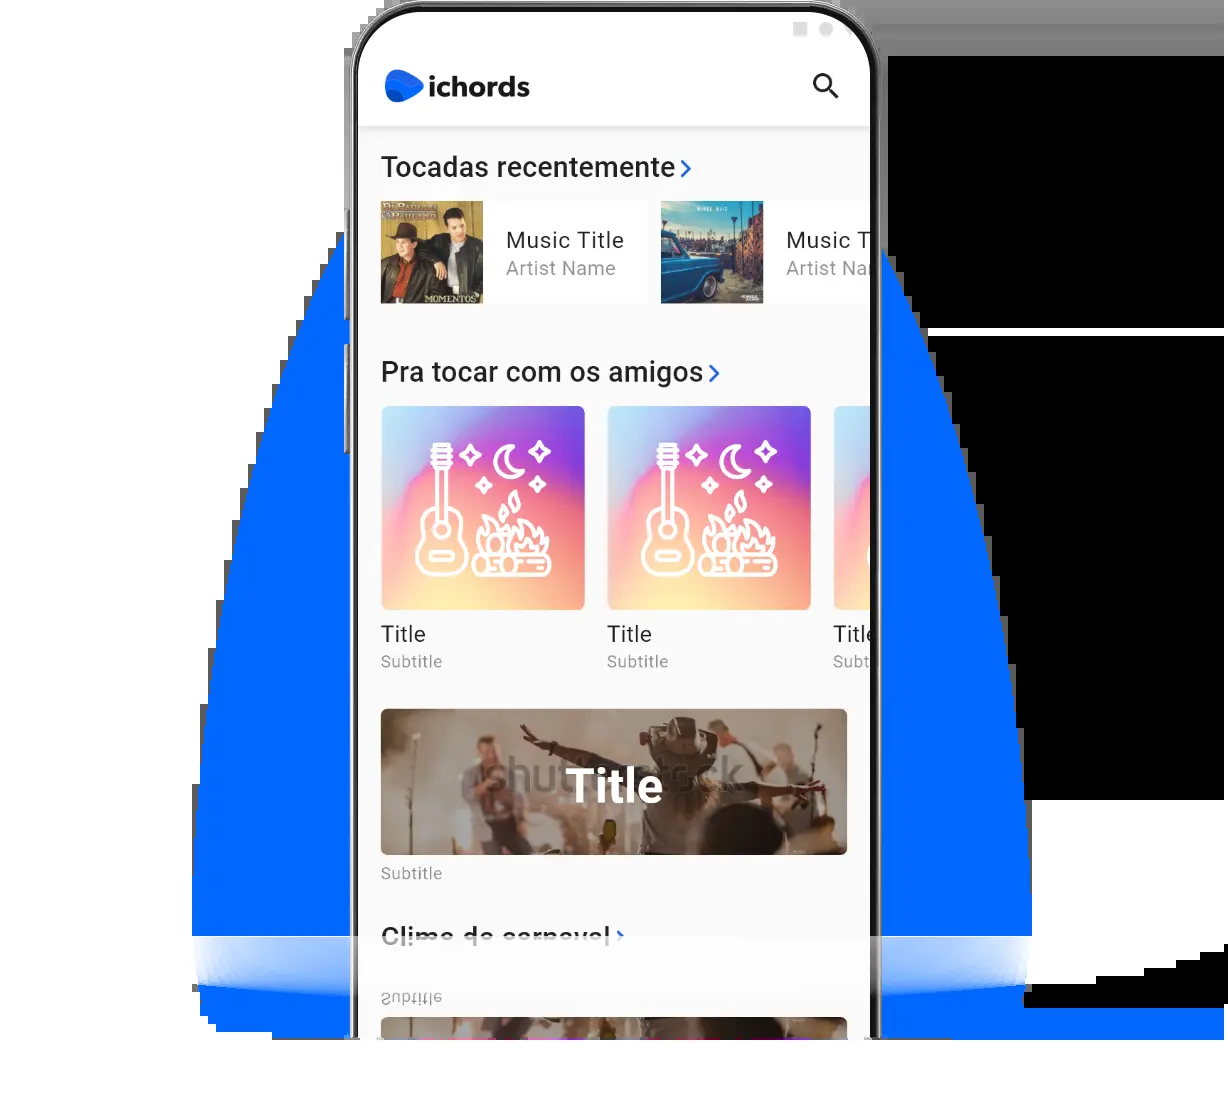 ichords
Tocadas recentemente
MOMENTOS
Music Title
Artist Name
Music T
Artist Na
Pra tocar com os amigos
Title
Subtitle
Title
Subtitle
Title
Subt
shutterstock
Title
Subtitle
Clima de carnaval
Subtitle